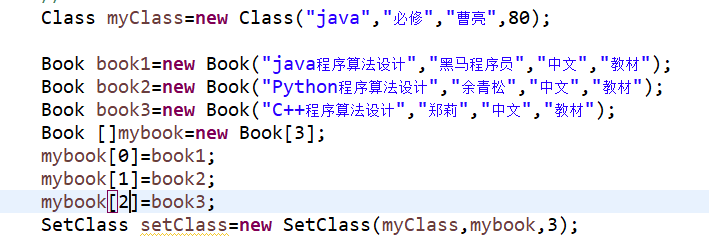 Class myClass=new Class("java","必修","曹亮",80);
Book book1=new Book("java程序算法设计","黑马程序员","中文","教材");
Book book2=new Book("Python程序算法设计","余青松","中文","教材");
Book book3=new Book("C++程序算法设计","郑莉","中文","教材");
Book []mybook=new Book[3];
mybook[0]=book1;
mybook[1]=book2;
mybook[2]=book3;
SetClass setClass=new SetClass(myClass,mybook,3);